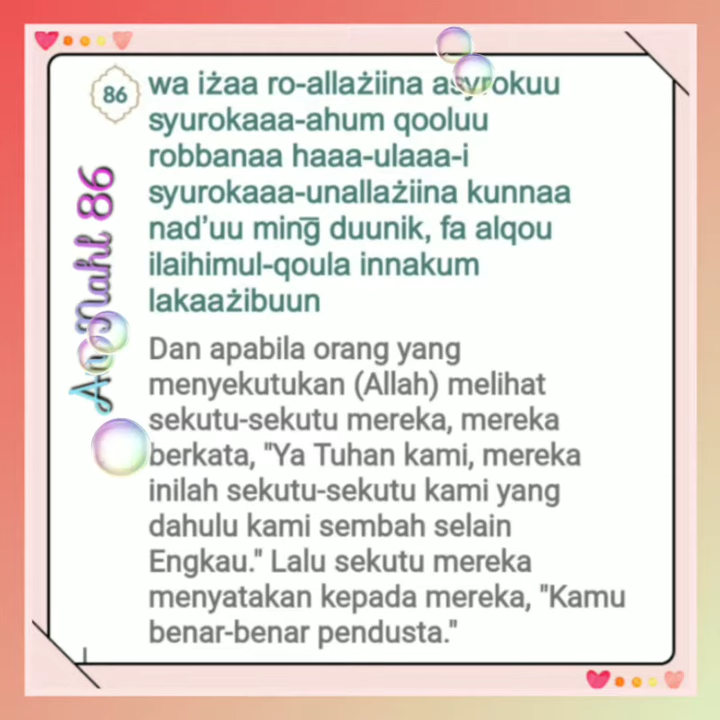 86
wa iżaa ro-allażiina asyrokuu
syurokaaa-ahum qooluu
robbanaa haaa-ulaaa-i
syurokaaa-unallażiina kunnaa
nad’uu ming̅ duunik, fa alqou
ilaihimul-qoula innakum
lakaażibuun
An Nahl 86
Dan apabila orang yang
menyekutukan (Allah) melihat
sekutu-sekutu mereka, mereka
berkata, "Ya Tuhan kami, mereka
inilah sekutu-sekutu kami yang
dahulu kami sembah selain
Engkau." Lalu sekutu mereka
menyatakan kepada mereka, "Kamu
benar-benar pendusta."